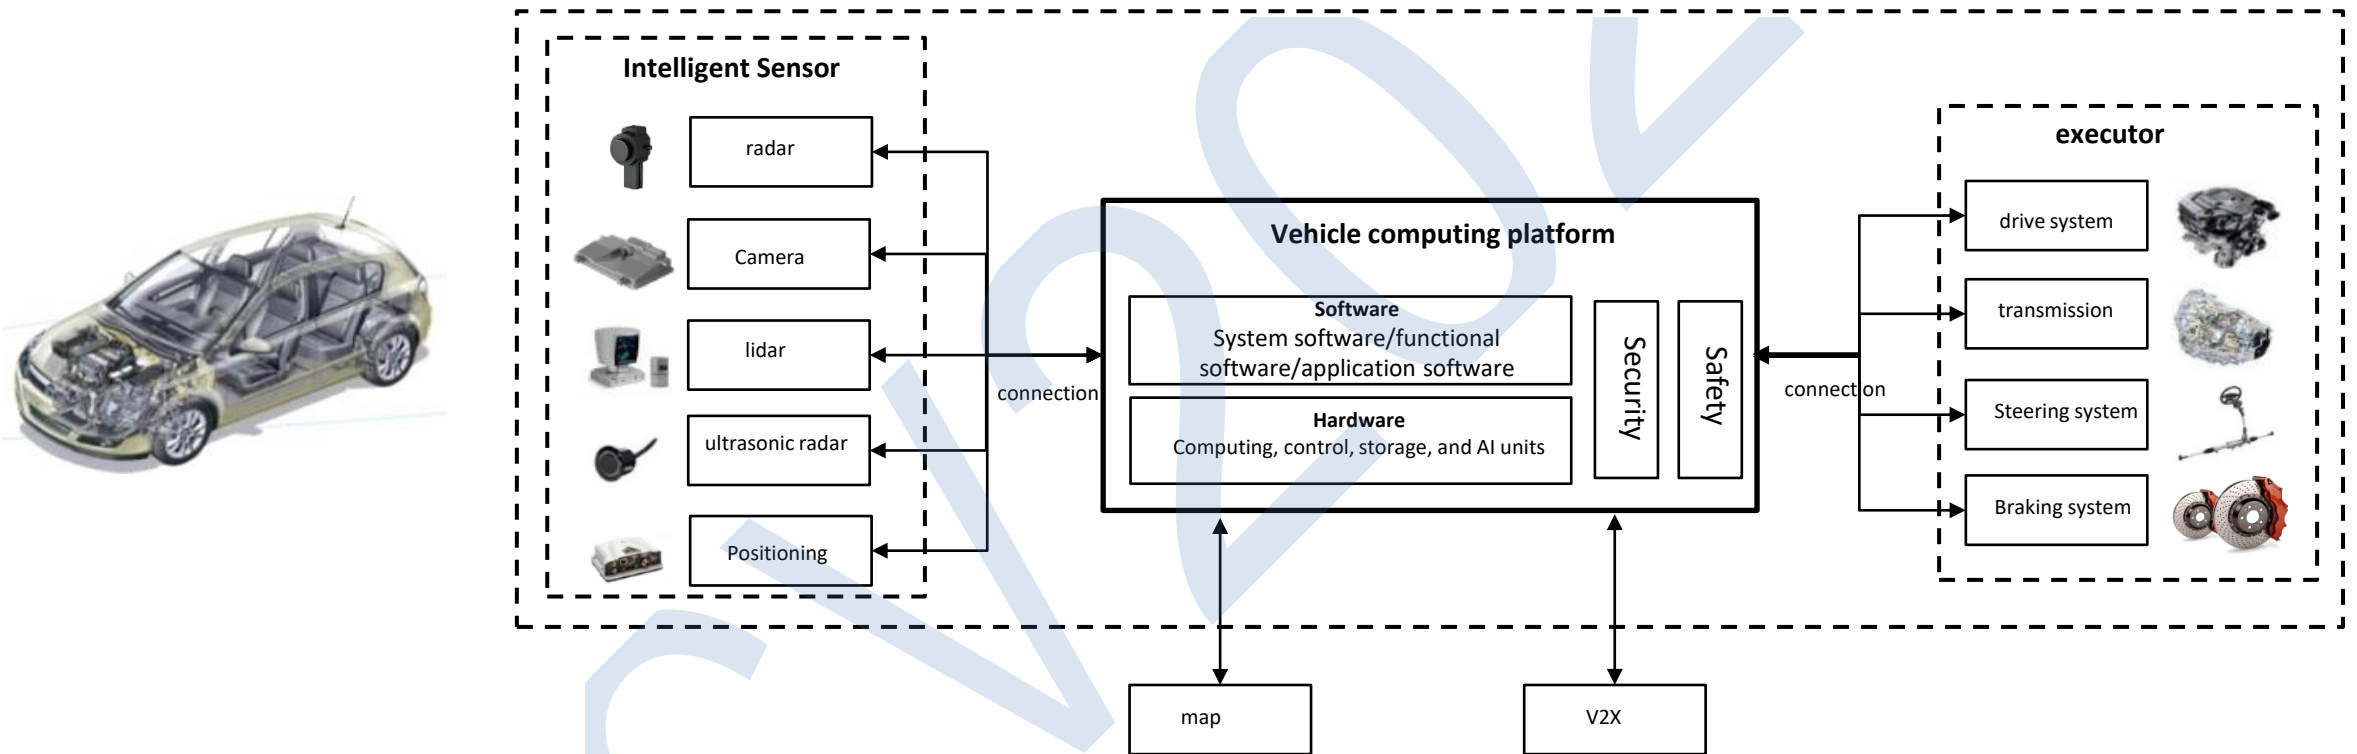 Intelligent Sensor
radar
Camera
lidar
ultrasonic radar
Positioning
connection
Vehicle computing platform
Software
System software/functional
software/application software
Hardware
Computing, control, storage, and AI units
Security
Safety
connection
executor
drive system
transmission
Steering system
Braking system
map
V2X